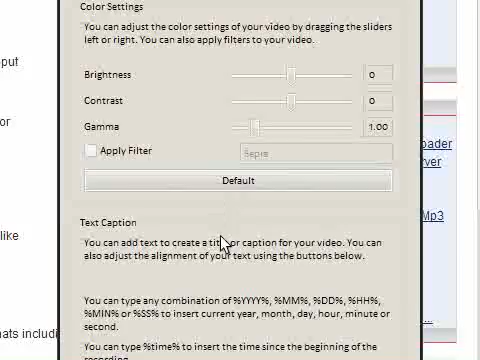 Color Settings
You can adjust the color settings of your video by dragging the sliders
left or right. You can also apply filters to your video.
Brightness 0
Contrast 0
Gamma 1.00
Apply Filter Sepia
Default
Text Caption
You can add text to create a title or caption for your video. You can
also adjust the alignment of your text using the buttons below.
You can type any combination of %YYYY%, %MM%, %DD%, %HH%,
%MIN% or %SS% to insert current year, month, day, hour, minute or
second.
You can type %time% to insert the time since the beginning of the
recording.
put
or
like
nats includi
oader
rver
Mp3
...